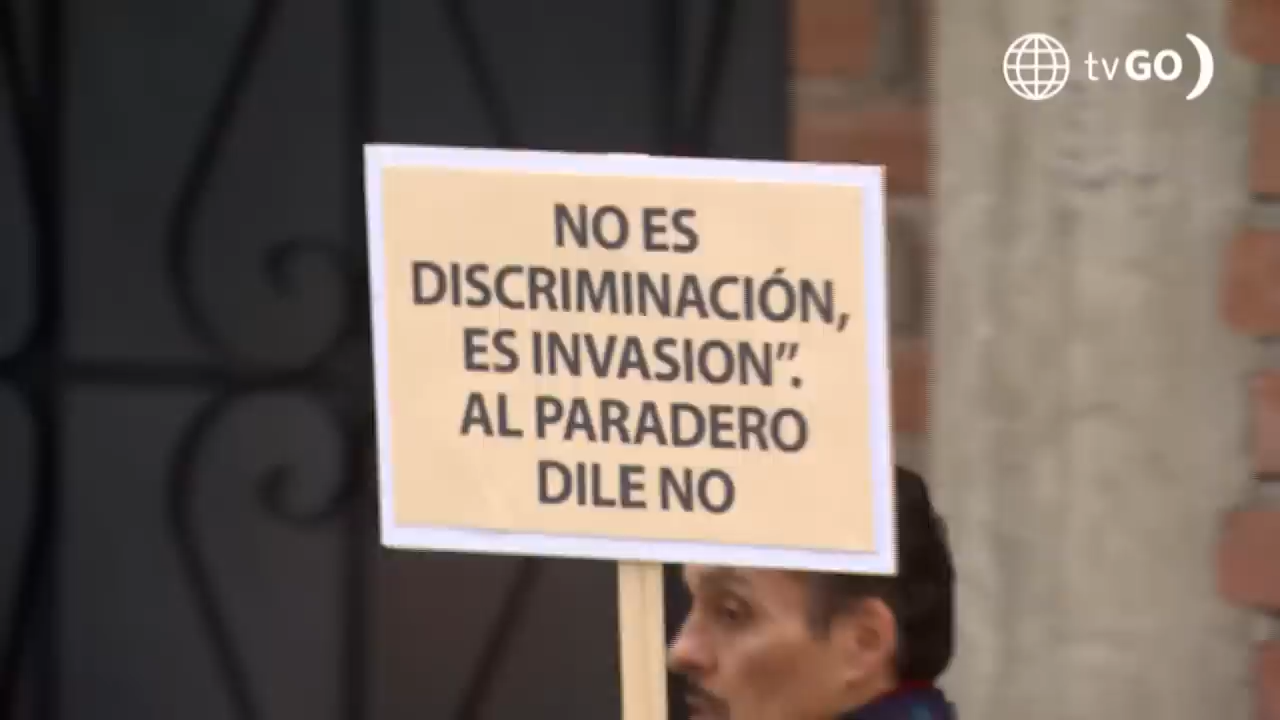 tvGO
NO ES
DISCRIMINACIÓN,
ES INVASION”.
AL PARADERO
DILE NO